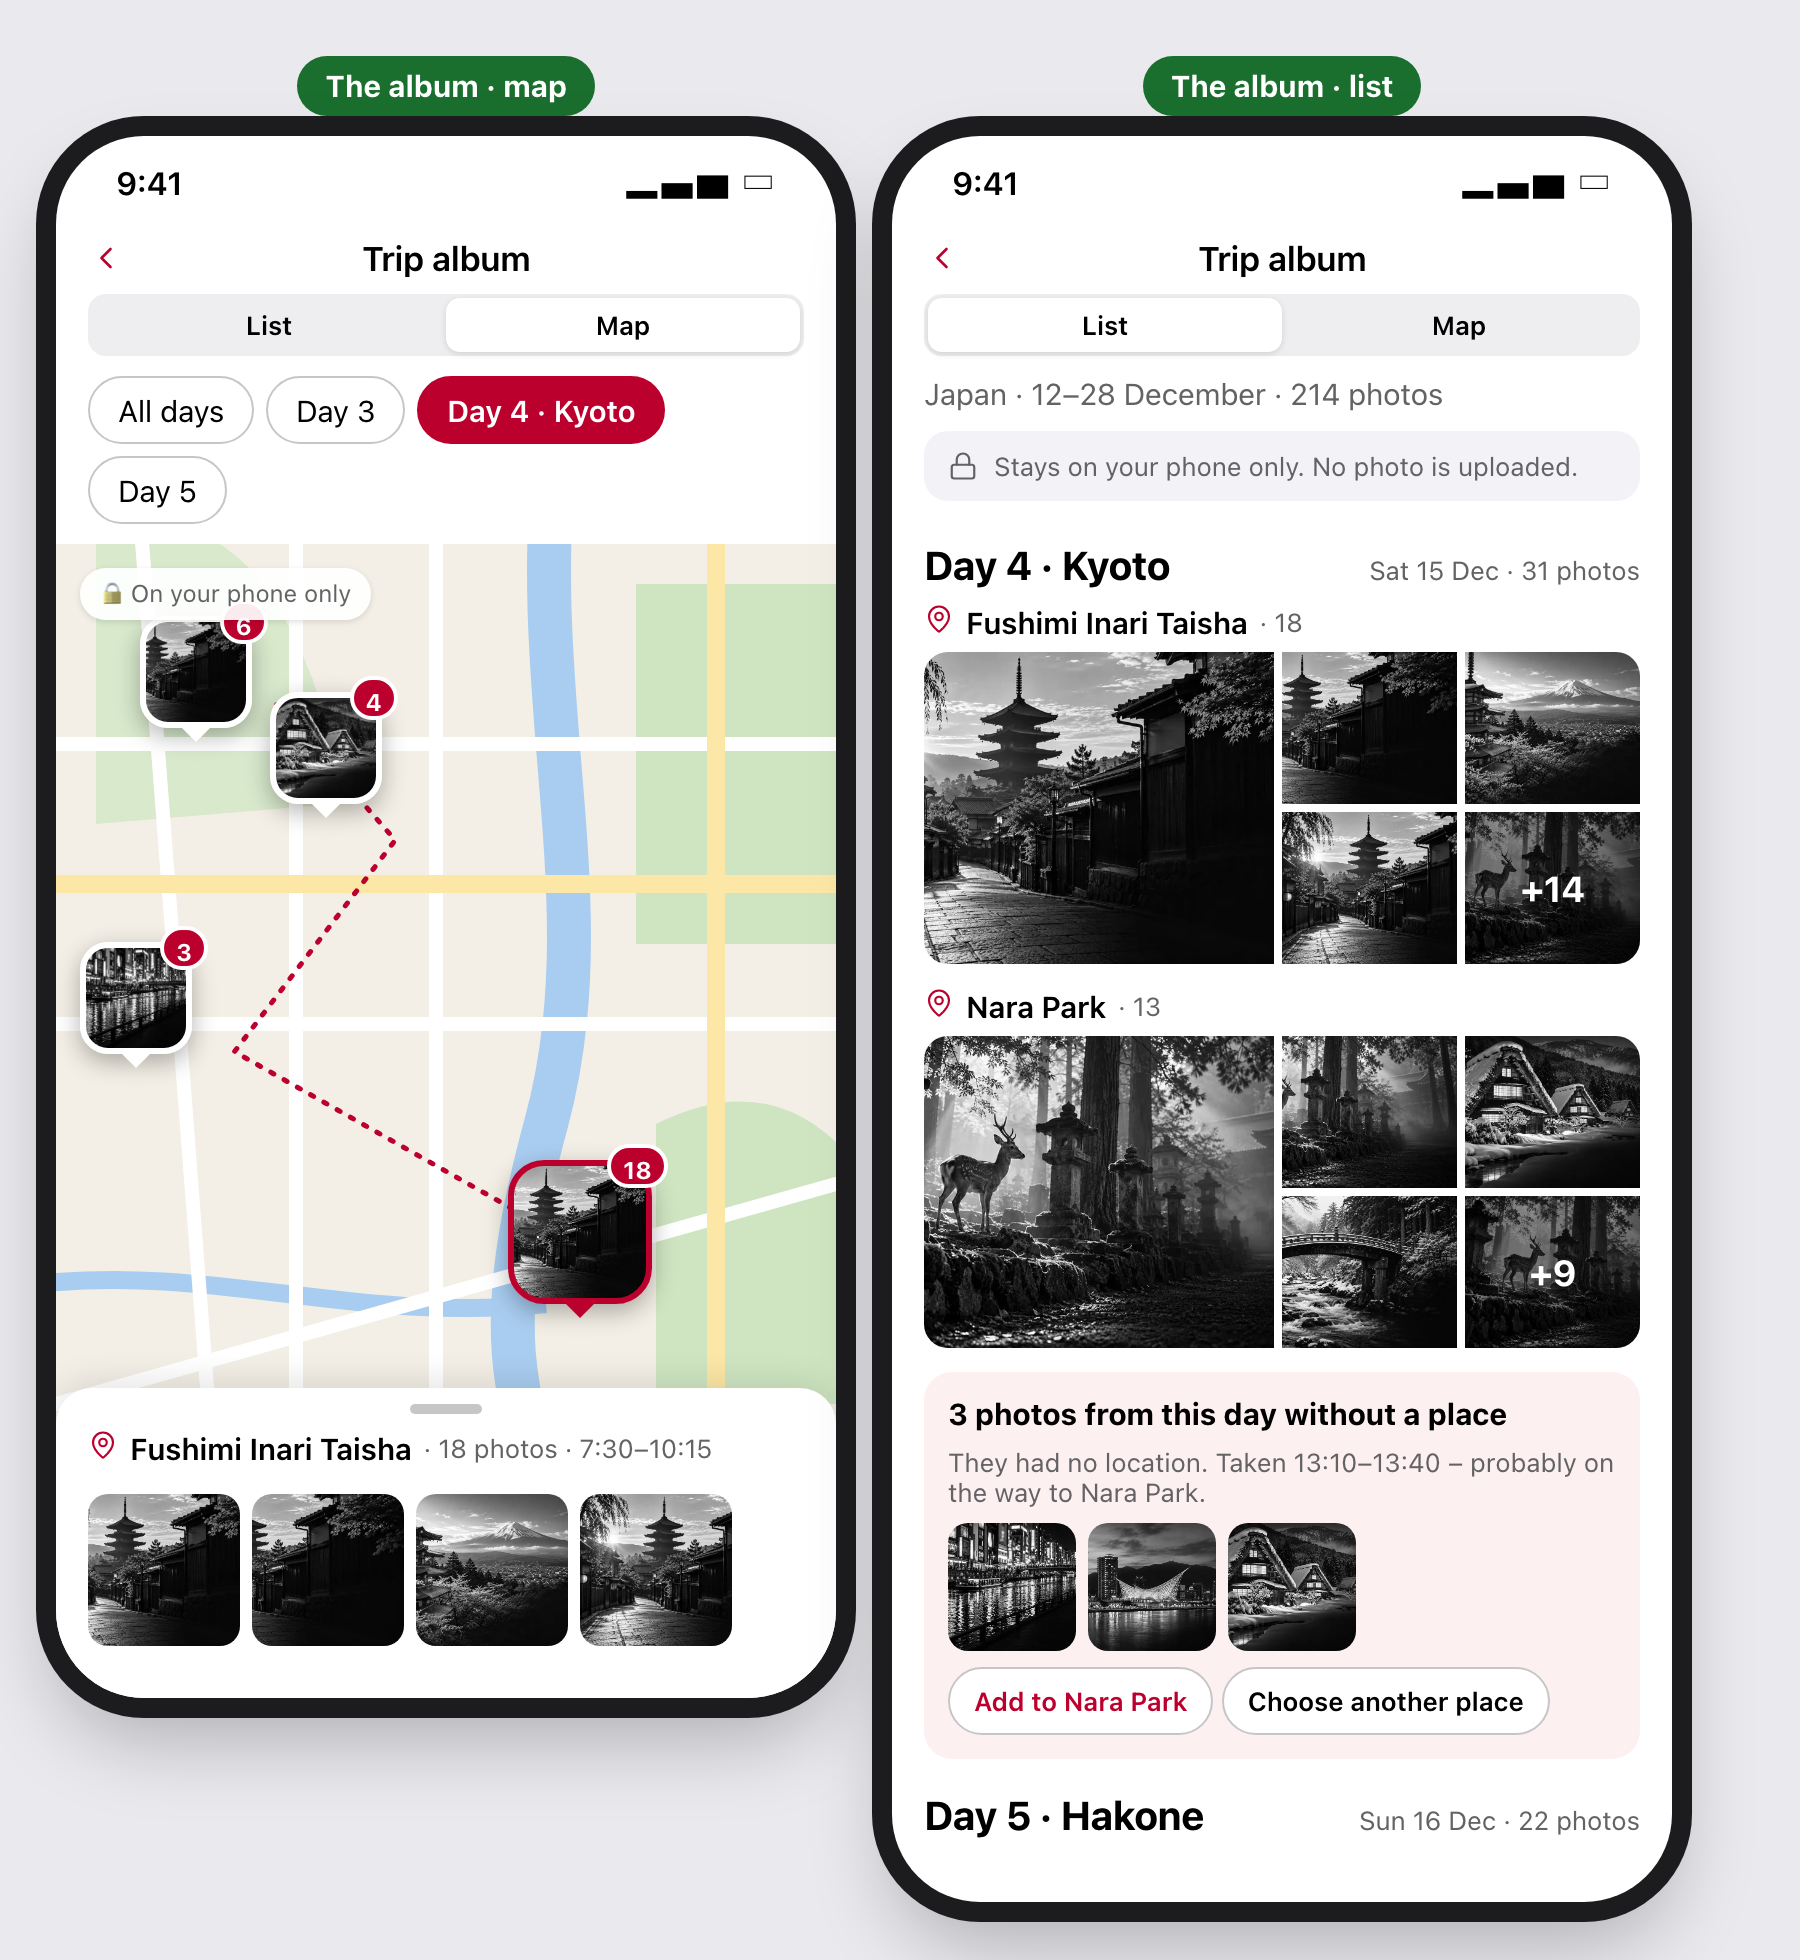 The album · map
9:41
Trip album
List
Map
All days
Day 3
Day 4 · Kyoto
Day 5
🔒 On your phone only
6
4
3
18
Fushimi Inari Taisha · 18 photos · 7:30–10:15
The album · list
9:41
Trip album
List
Map
Japan · 12–28 December · 214 photos
Stays on your phone only. No photo is uploaded.
Day 4 · Kyoto
Sat 15 Dec · 31 photos
Fushimi Inari Taisha · 18
+14
Nara Park · 13
+9
3 photos from this day without a place
They had no location. Taken 13:10–13:40 – probably on
the way to Nara Park.
Add to Nara Park
Choose another place
Day 5 · Hakone
Sun 16 Dec · 22 photos